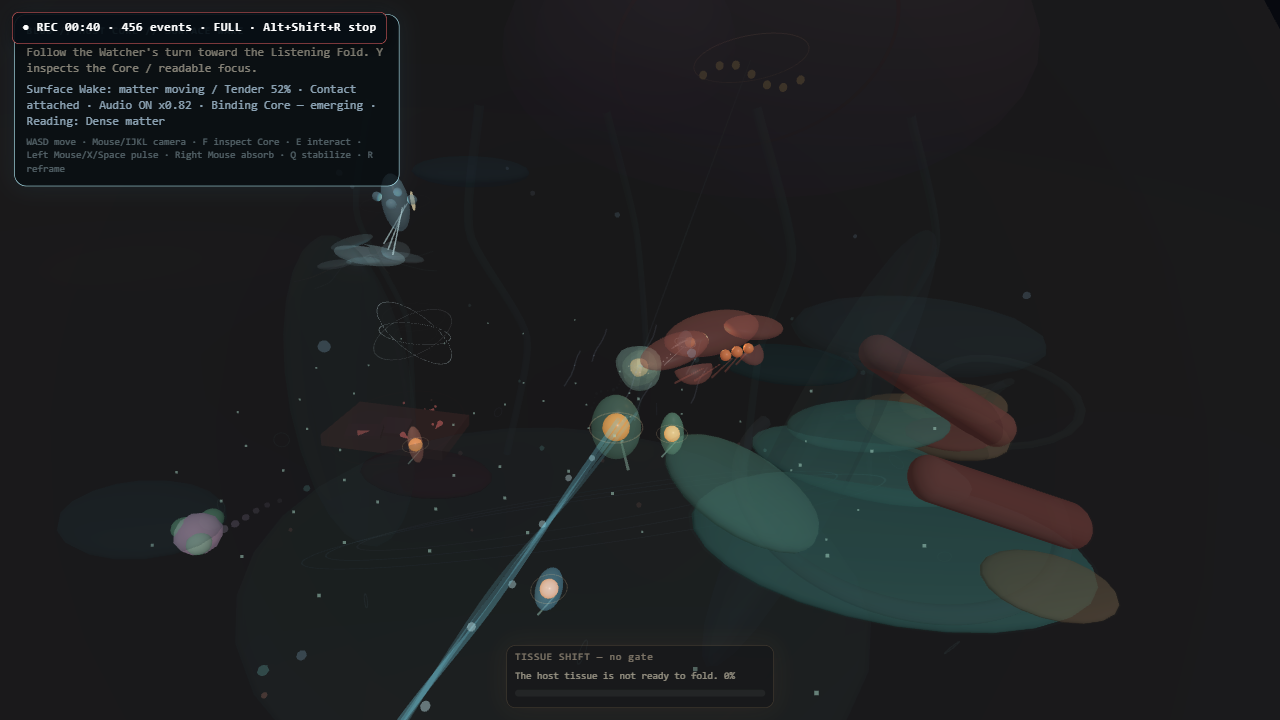 ● REC 00:40 · 456 events · FULL · Alt+Shift+R stop
Follow the Watcher's turn toward the Listening Fold. Y
inspects the Core / readable focus.
Surface Wake: matter moving / Tender 52% · Contact
attached · Audio ON x0.82 · Binding Core — emerging ·
Reading: Dense matter
WASD move · Mouse/IJKL camera · F inspect Core · E interact ·
Left Mouse/X/Space pulse · Right Mouse absorb · Q stabilize · R
reframe
TISSUE SHIFT — no gate
The host tissue is not ready to fold. 0%